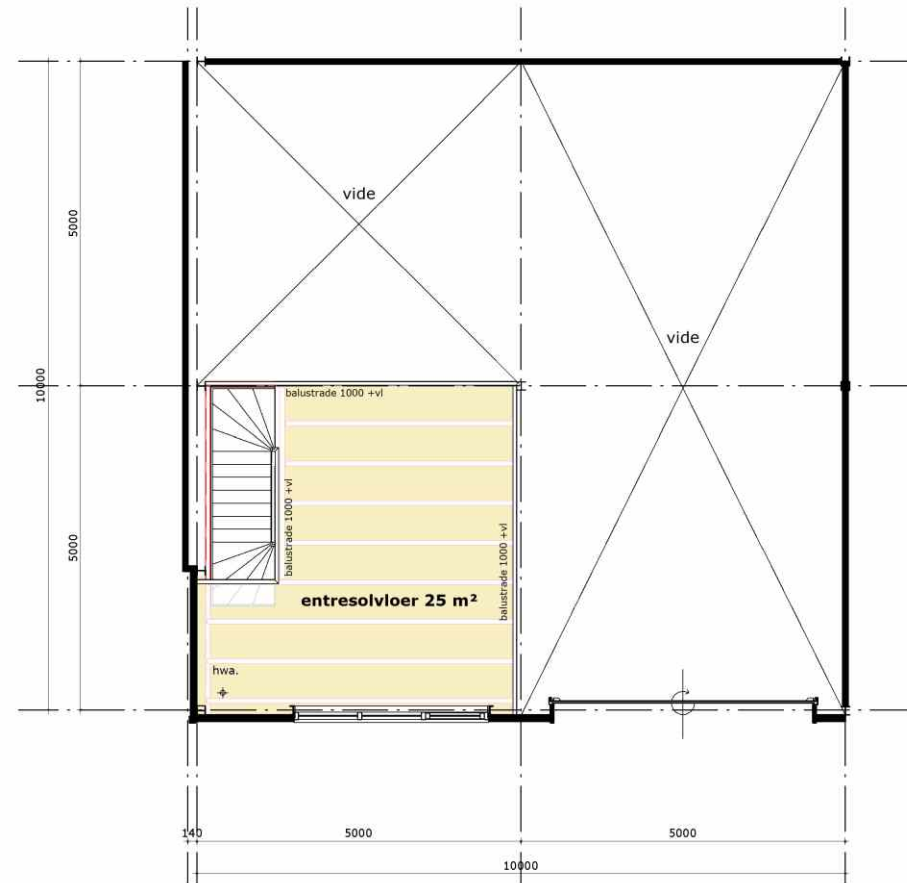 vide
5000
vide
10000
balustrade 1000 +vl
balustrade 1000 +vl
balustrade 1000 +vl
5000
entresolvloer 25 m²
hwa.
140
5000
5000
10000